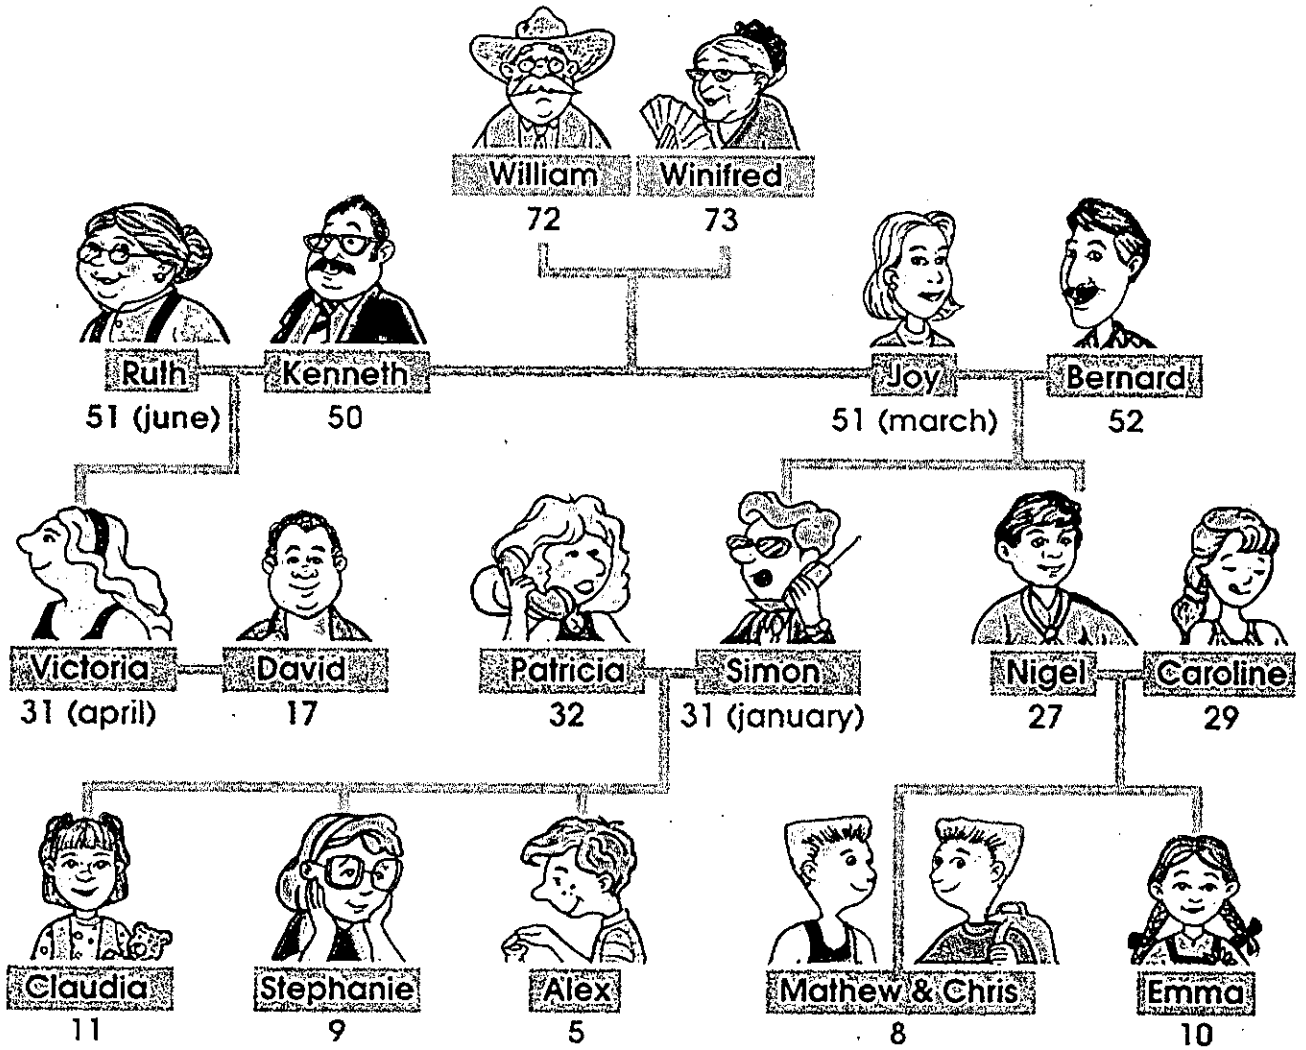 William Winifred
72 73
Ruth Kenneth Joy Bernard
51 (june) 50 51 (march) 52
Victoria David Patricia Simon Nigel Caroline
31 (april) 17 32 31 (january) 27 29
Claudia Stephanie Alex Mathew & Chris Emma
11 9 5 8 10